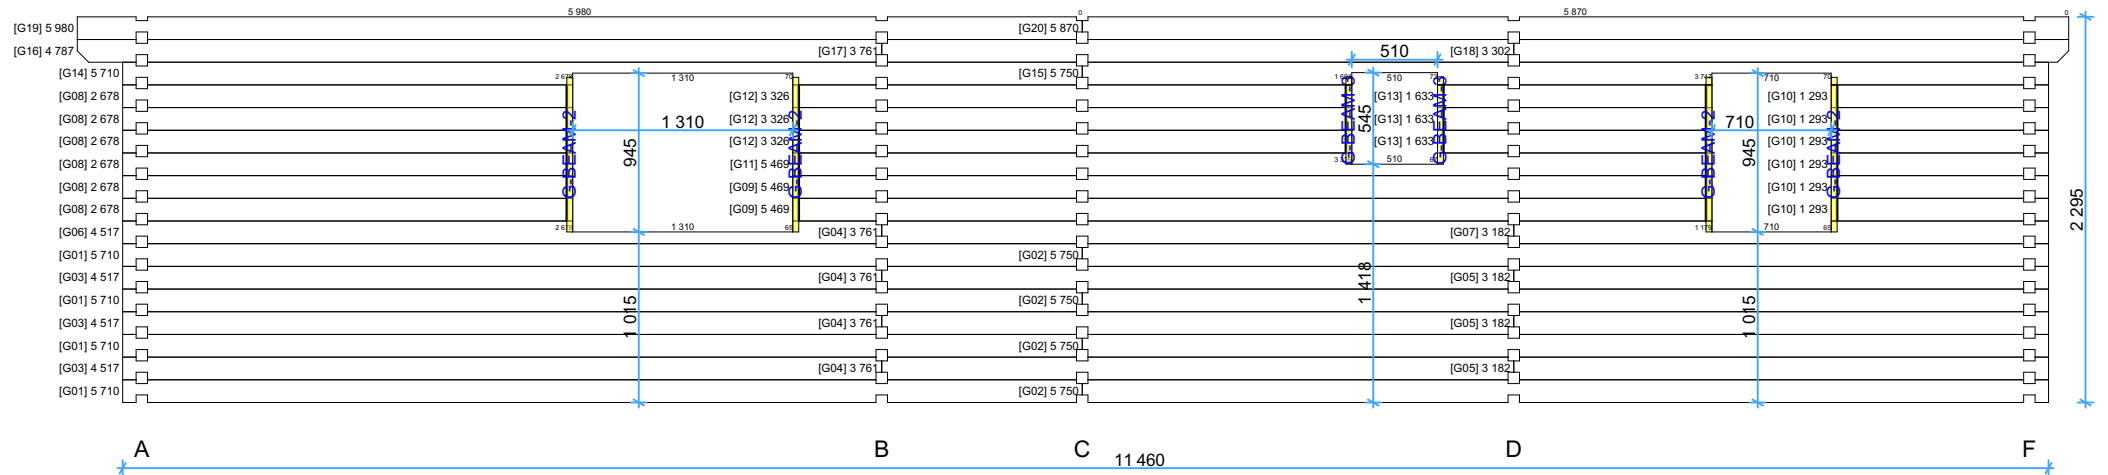 5 980
0
5 870
0
[G19] 5 980
[G20] 5 870
[G16] 4 787
[G17] 3 761
510
[G18] 3 302
[G14] 5 710
1 310
70
[G15] 5 750
510
710
70
[G08] 2 678
[G12] 3 326
[G13] 1 633
[G10] 1 293
[G08] 2 678
1 310
[G12] 3 326
545
[G13] 1 633
710
[G10] 1 293
[G08] 2 678
945
[G12] 3 326
[G13] 1 633
945
[G10] 1 293
G-BEAM-2
G-BEAM-2
G-BEAM-3
G-BEAM-3
G-BEAM-2
G-BEAM-2
[G08] 2 678
[G11] 5 469
510
[G10] 1 293
[G08] 2 678
[G09] 5 469
[G10] 1 293
[G08] 2 678
[G09] 5 469
[G10] 1 293
2 295
[G06] 4 517
1 310
65
[G04] 3 761
[G07] 3 182
1 179
710
65
[G01] 5 710
[G02] 5 750
[G03] 4 517
[G04] 3 761
1 418
[G05] 3 182
[G01] 5 710
1 015
[G02] 5 750
1 015
[G03] 4 517
[G04] 3 761
[G05] 3 182
[G01] 5 710
[G02] 5 750
[G03] 4 517
[G04] 3 761
[G05] 3 182
[G01] 5 710
[G02] 5 750
A
B
C
D
F
11 460